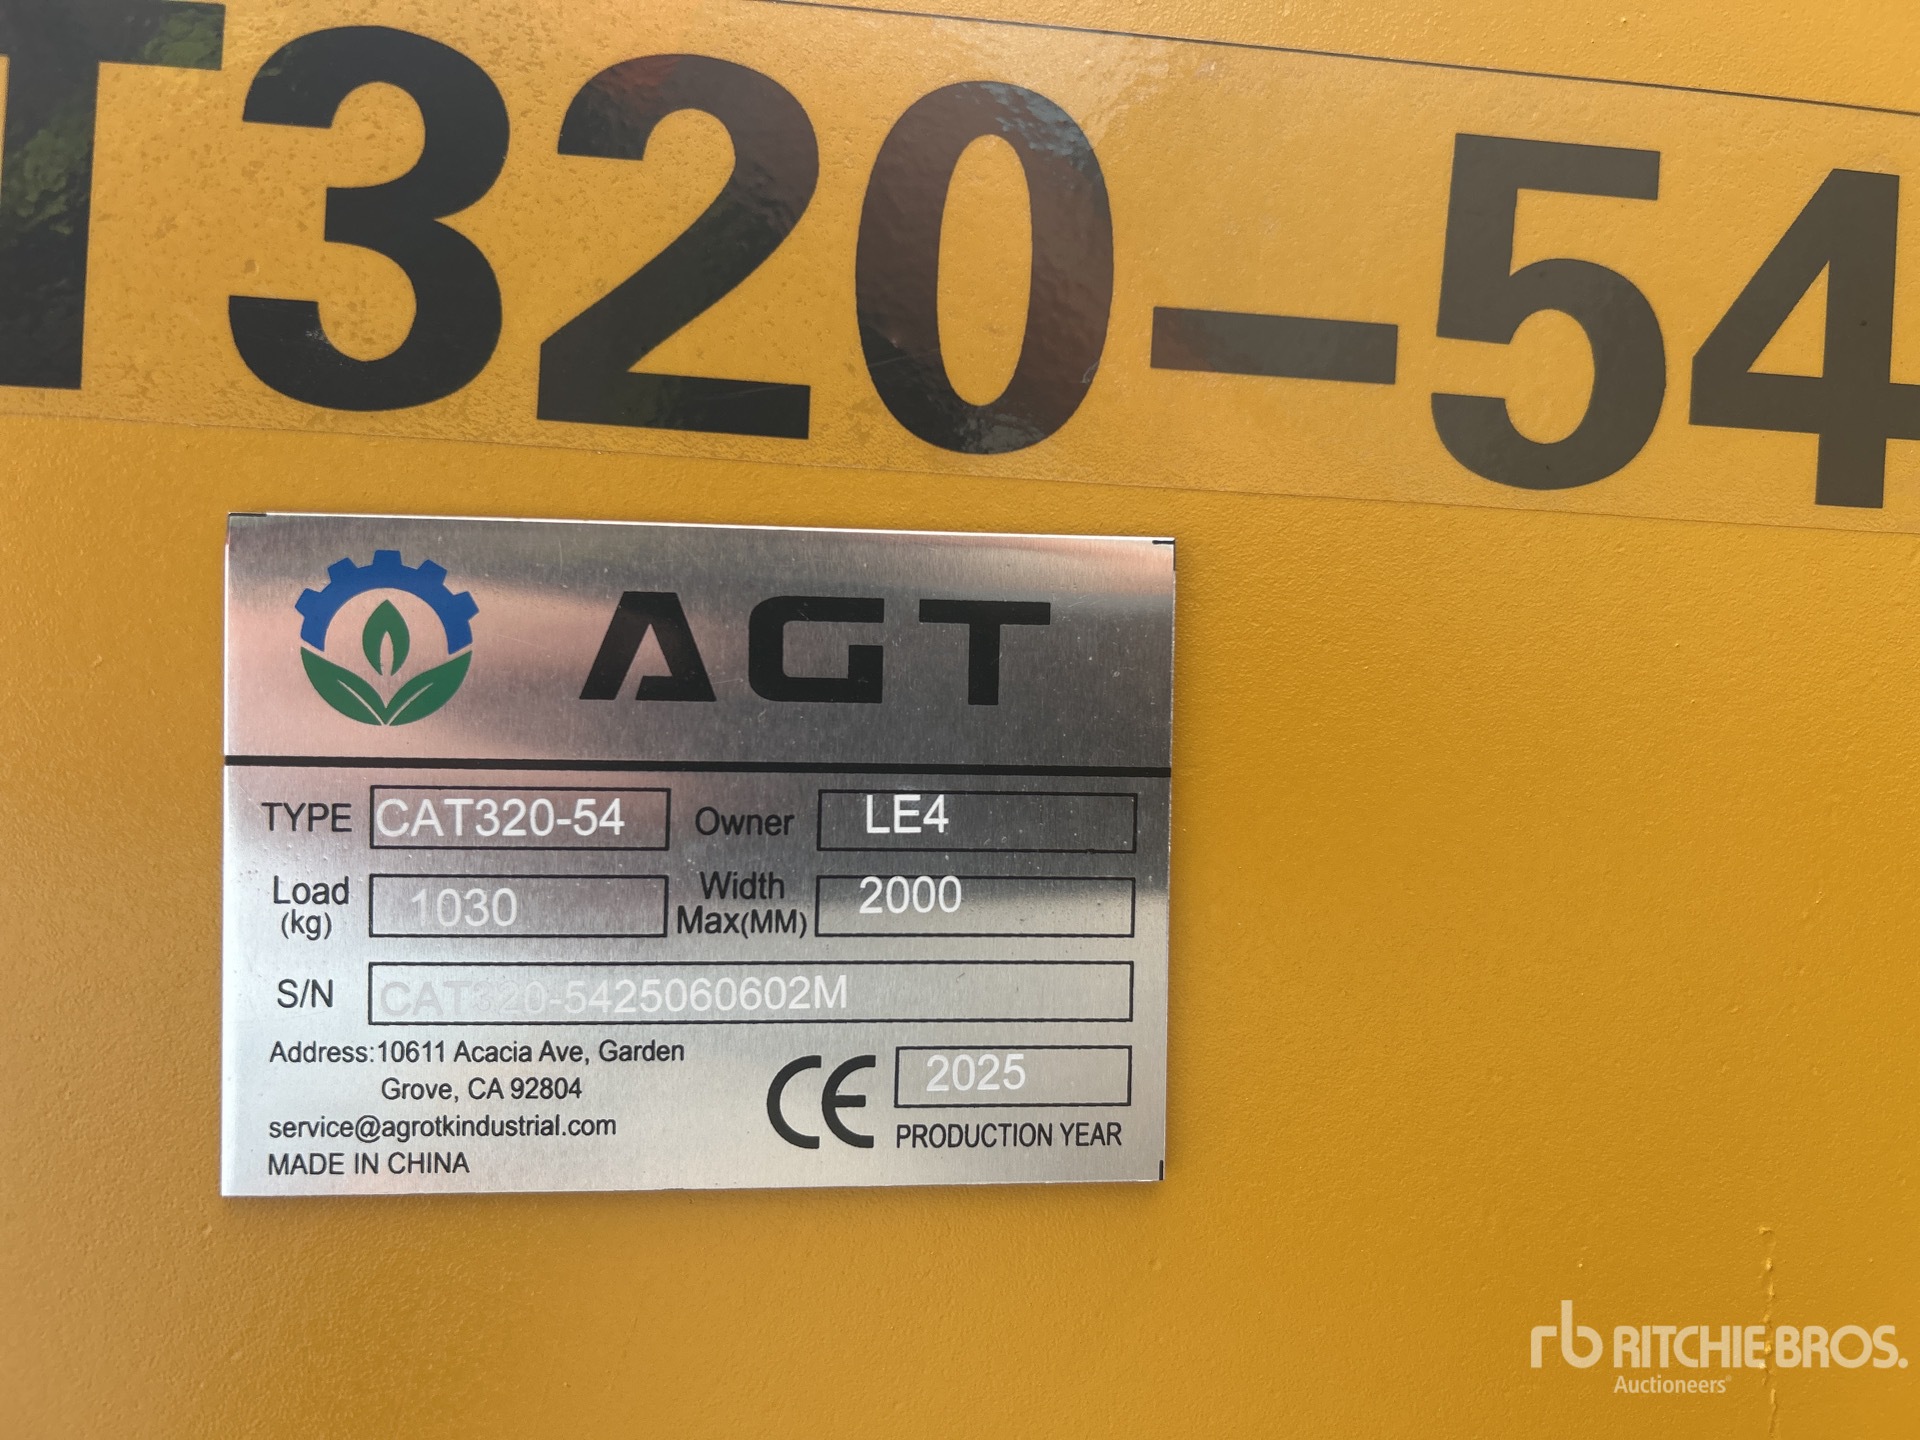 T320-54
AGT
TYPE CAT320-54 Owner LE4
Load (kg) 1030 Width Max(MM) 2000
S/N CAT320-5425060602M
Address:10611 Acacia Ave, Garden
Grove, CA 92804
service@agrotkindustrial.com
MADE IN CHINA
CE 2025
PRODUCTION YEAR
rb RITCHIE BROS.
Auctioneers